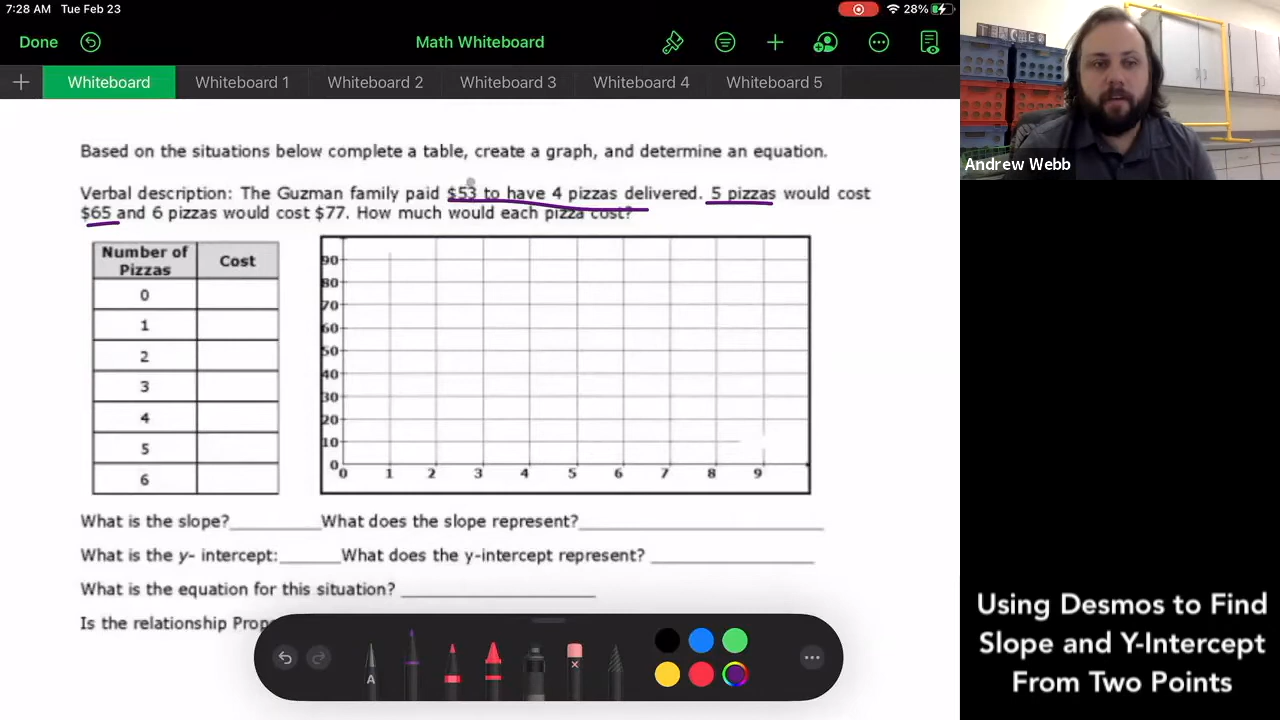 7:28 AM Tue Feb 23
28%
Done
Math Whiteboard
Whiteboard
Whiteboard 1
Whiteboard 2
Whiteboard 3
Whiteboard 4
Whiteboard 5
Based on the situations below complete a table, create a graph, and determine an equation.
Verbal description: The Guzman family paid $53 to have 4 pizzas delivered. 5 pizzas would cost
$65 and 6 pizzas would cost $77. How much would each pizza cost?
Number of Pizzas Cost
0
1
2
3
4
5
6
90
80
70
60
50
40
30
20
10
0
0 1 2 3 4 5 6 7 8 9
What is the slope?_________What does the slope represent?________________________
What is the y- intercept:______What does the y-intercept represent? ________________
What is the equation for this situation? ___________________
Is the relationship Prop
A
Andrew Webb
Using Desmos to Find
Slope and Y-Intercept
From Two Points